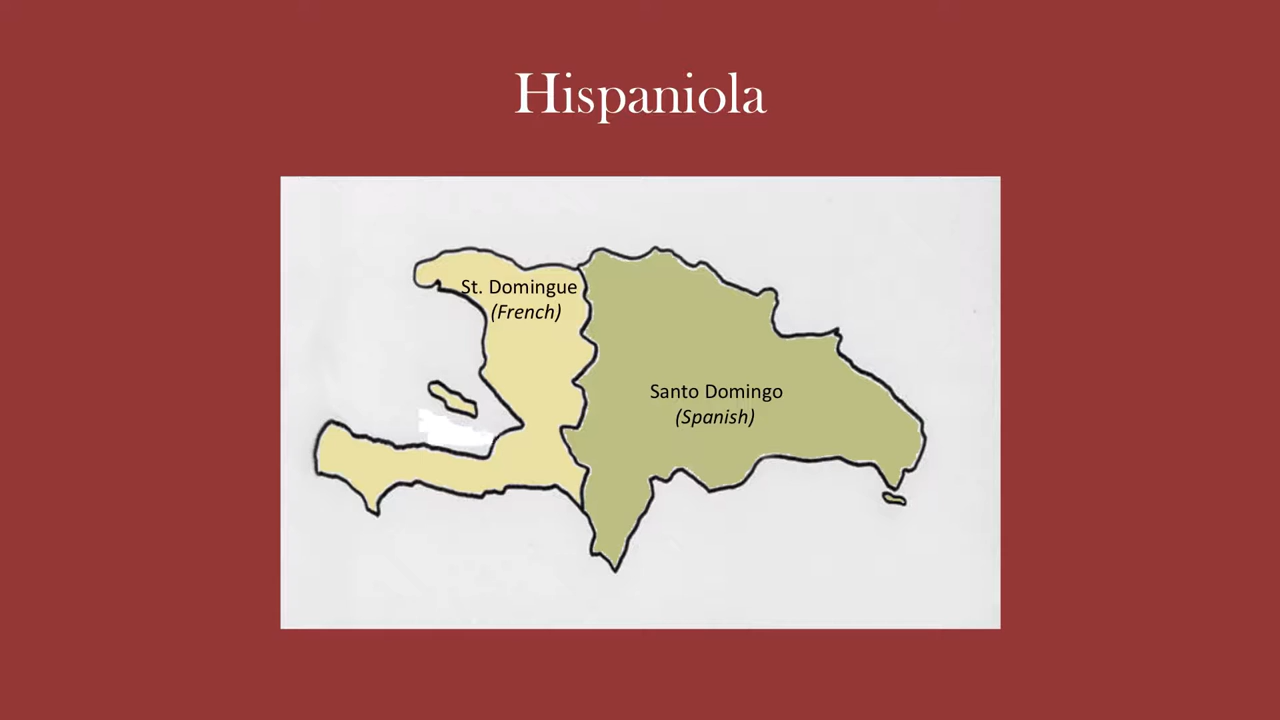 Hispaniola
St. Domingue
(French)
Santo Domingo
(Spanish)